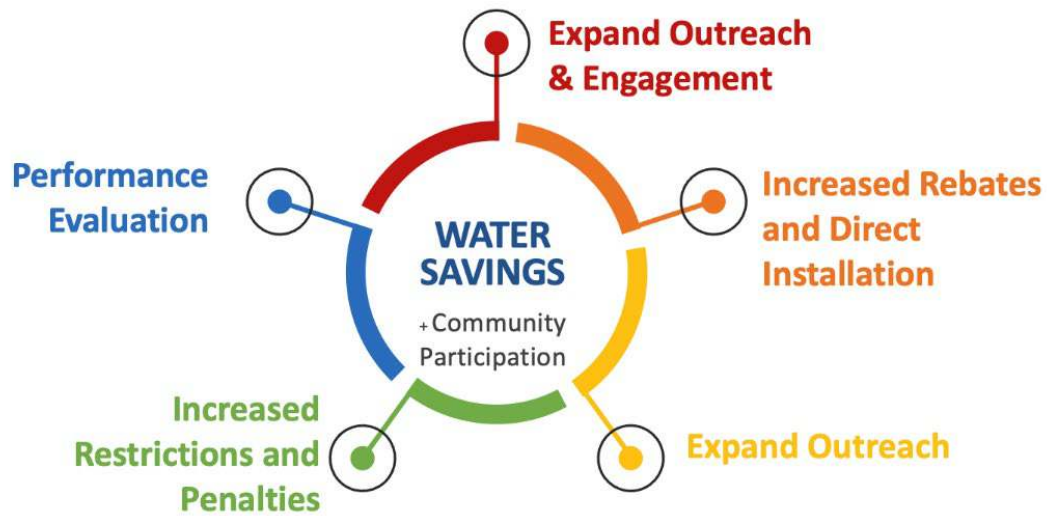 Expand Outreach
& Engagement
Performance
Evaluation
Increased Rebates
and Direct
Installation
WATER
SAVINGS
+ Community
Participation
Increased
Restrictions and
Penalties
Expand Outreach